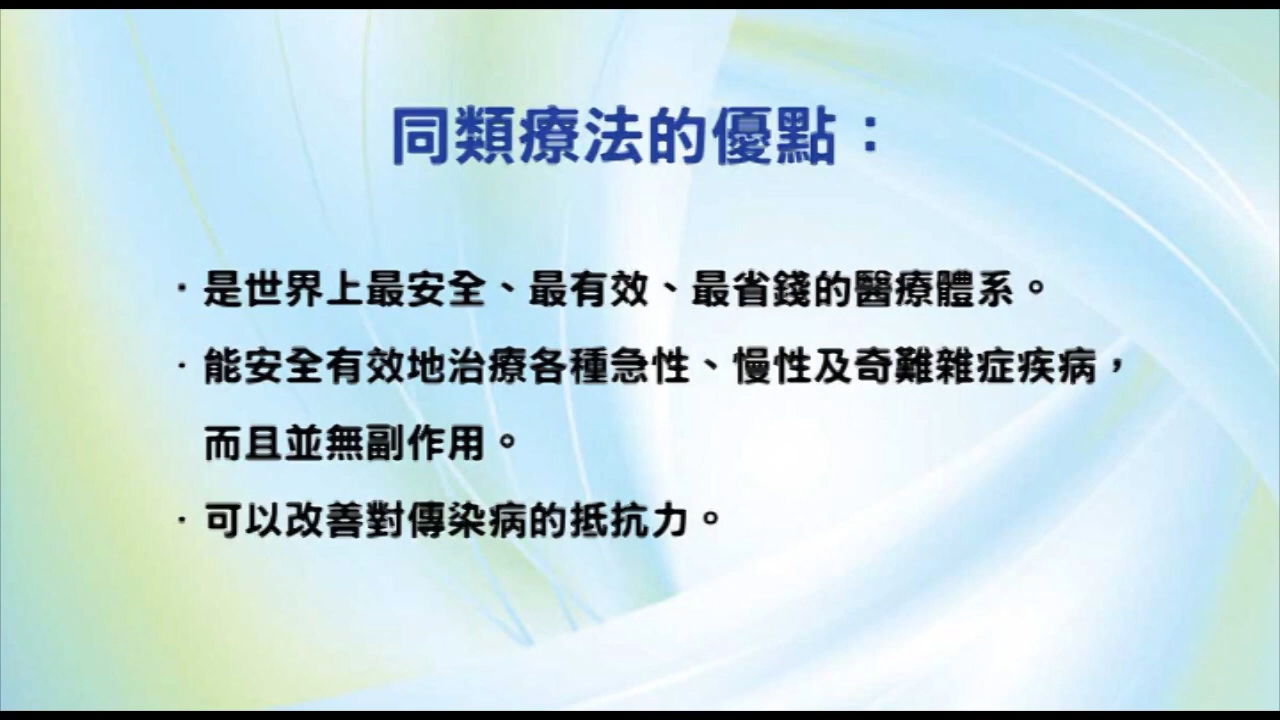 同類療法的優點：
·是世界上最安全、最有效、最省錢的醫療體系。
·能安全有效地治療各種急性、慢性及奇難雜症疾病，
而且並無副作用。
·可以改善對傳染病的抵抗力。